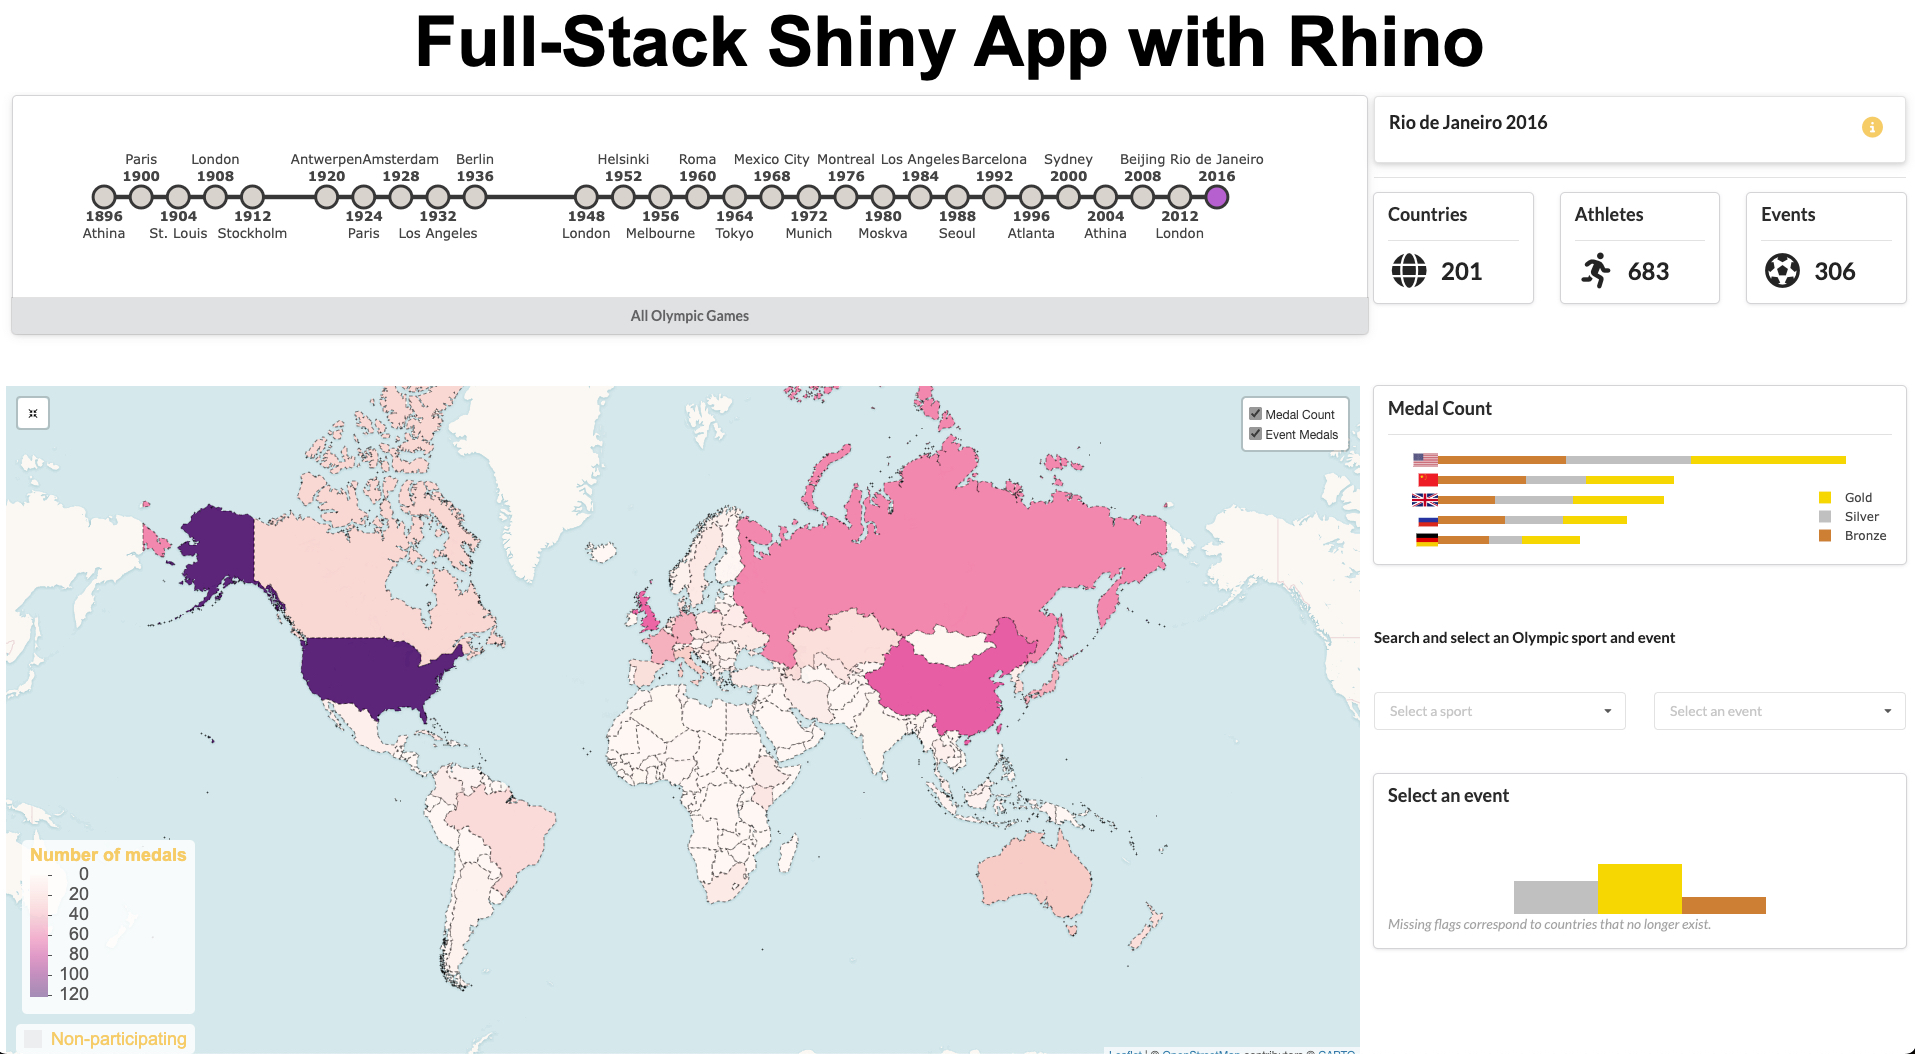 Full-Stack Shiny App with Rhino
Paris London AntwerpenAmsterdam Berlin Helsinki Roma Mexico City Montreal Los Angeles Barcelona Sydney Beijing Rio de Janeiro
1900 1908 1920 1928 1936 1952 1960 1968 1976 1984 1992 2000 2008 2016
1896 1904 1912 1924 1932 1948 1956 1964 1972 1980 1988 1996 2004 2012
Athina St. Louis Stockholm Paris Los Angeles London Melbourne Tokyo Munich Moskva Seoul Atlanta Athina London
All Olympic Games
Rio de Janeiro 2016
Countries Athletes Events
201 683 306
Medal Count
Event Medals
Number of medals
0
20
40
60
80
100
120
Non-participating
Leaflet | © OpenStreetMap contributors © CARTO
Medal Count
Gold
Silver
Bronze
Search and select an Olympic sport and event
Select a sport Select an event
Select an event
Missing flags correspond to countries that no longer exist.